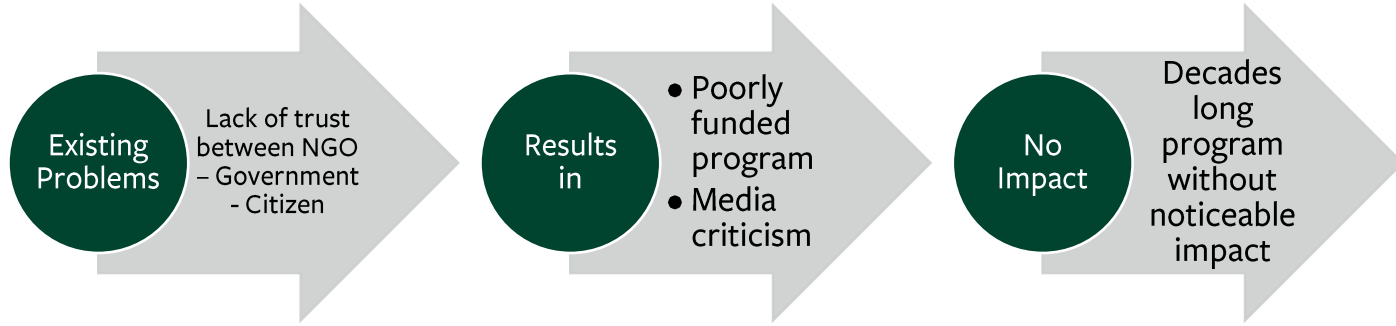 Existing
Problems
Lack of trust
between NGO
– Government
- Citizen
Results
in
● Poorly
funded
program
● Media
criticism
No
Impact
Decades
long
program
without
noticeable
impact